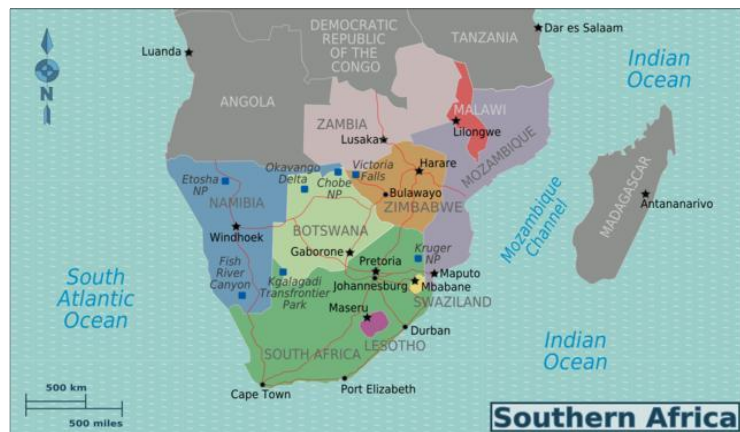 DEMOCRATIC
REPUBLIC
OF THE
CONGO
TANZANIA
Dar es Salaam
Luanda
Indian
Ocean
N
ANGOLA
MALAWI
ZAMBIA
Lusaka
Lilongwe
MOZAMBIQUE
Etosha
NP
Okavango
Delta
Chobe
NP
Victoria
Falls
Harare
Bulawayo
ZIMBABWE
MADAGASCAR
Antananarivo
Mozambique
Channel
NAMIBIA
Windhoek
BOTSWANA
Gaborone
Pretoria
Kruger
NP
South
Atlantic
Ocean
Fish
River
Canyon
Kgalagadi
Transfrontier
Park
Johannesburg
Maputo
Mbabane
SWAZILAND
Maseru
Durban
LESOTHO
SOUTH AFRICA
Indian
Ocean
Cape Town
Port Elizabeth
500 km
500 miles
Southern Africa